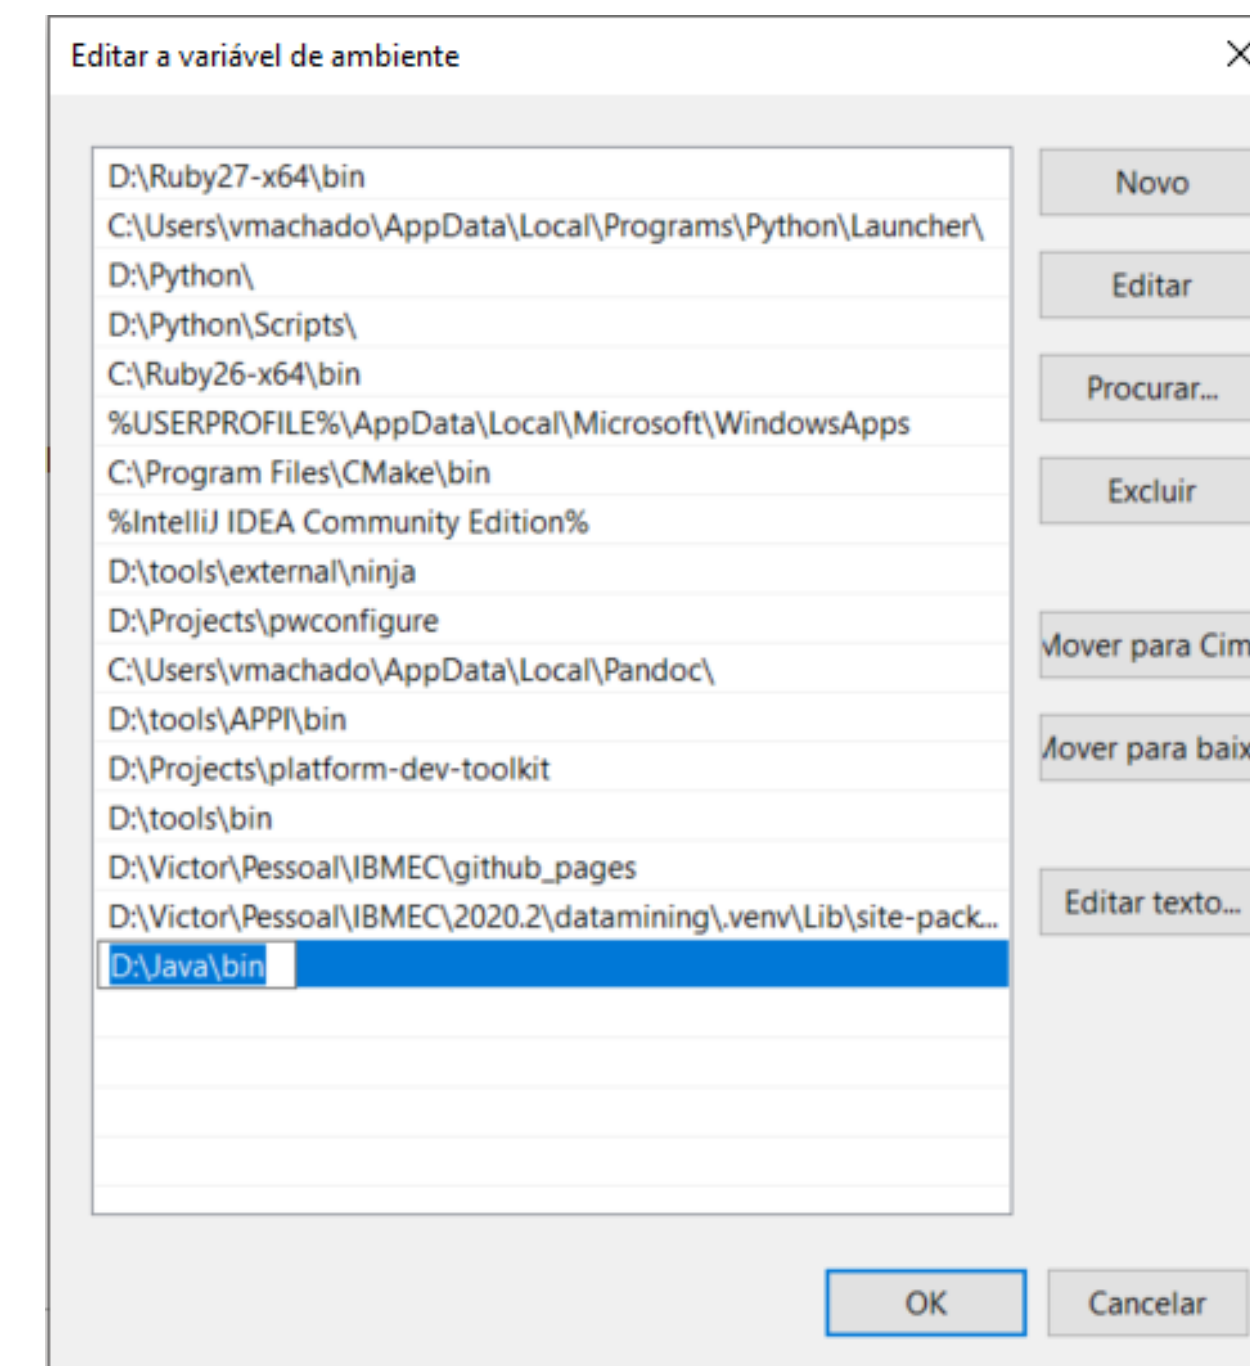 Editar a variável de ambiente
D:\Ruby27-x64\bin
C:\Users\vmachado\AppData\Local\Programs\Python\Launcher\
D:\Python\
D:\Python\Scripts\
C:\Ruby26-x64\bin
%USERPROFILE%\AppData\Local\Microsoft\WindowsApps
C:\Program Files\CMake\bin
%IntelliJ IDEA Community Edition%
D:\tools\external\ninja
D:\Projects\pwconfigure
C:\Users\vmachado\AppData\Local\Pandoc\
D:\tools\APPI\bin
D:\Projects\platform-dev-toolkit
D:\tools\bin
D:\Victor\Pessoal\IBMEC\github_pages
D:\Victor\Pessoal\IBMEC\2020.2\datamining\.venv\Lib\site-pack...
D:\Java\bin
Novo
Editar
Procurar...
Excluir
Mover para Cim
Mover para baix
Editar texto...
OK
Cancelar